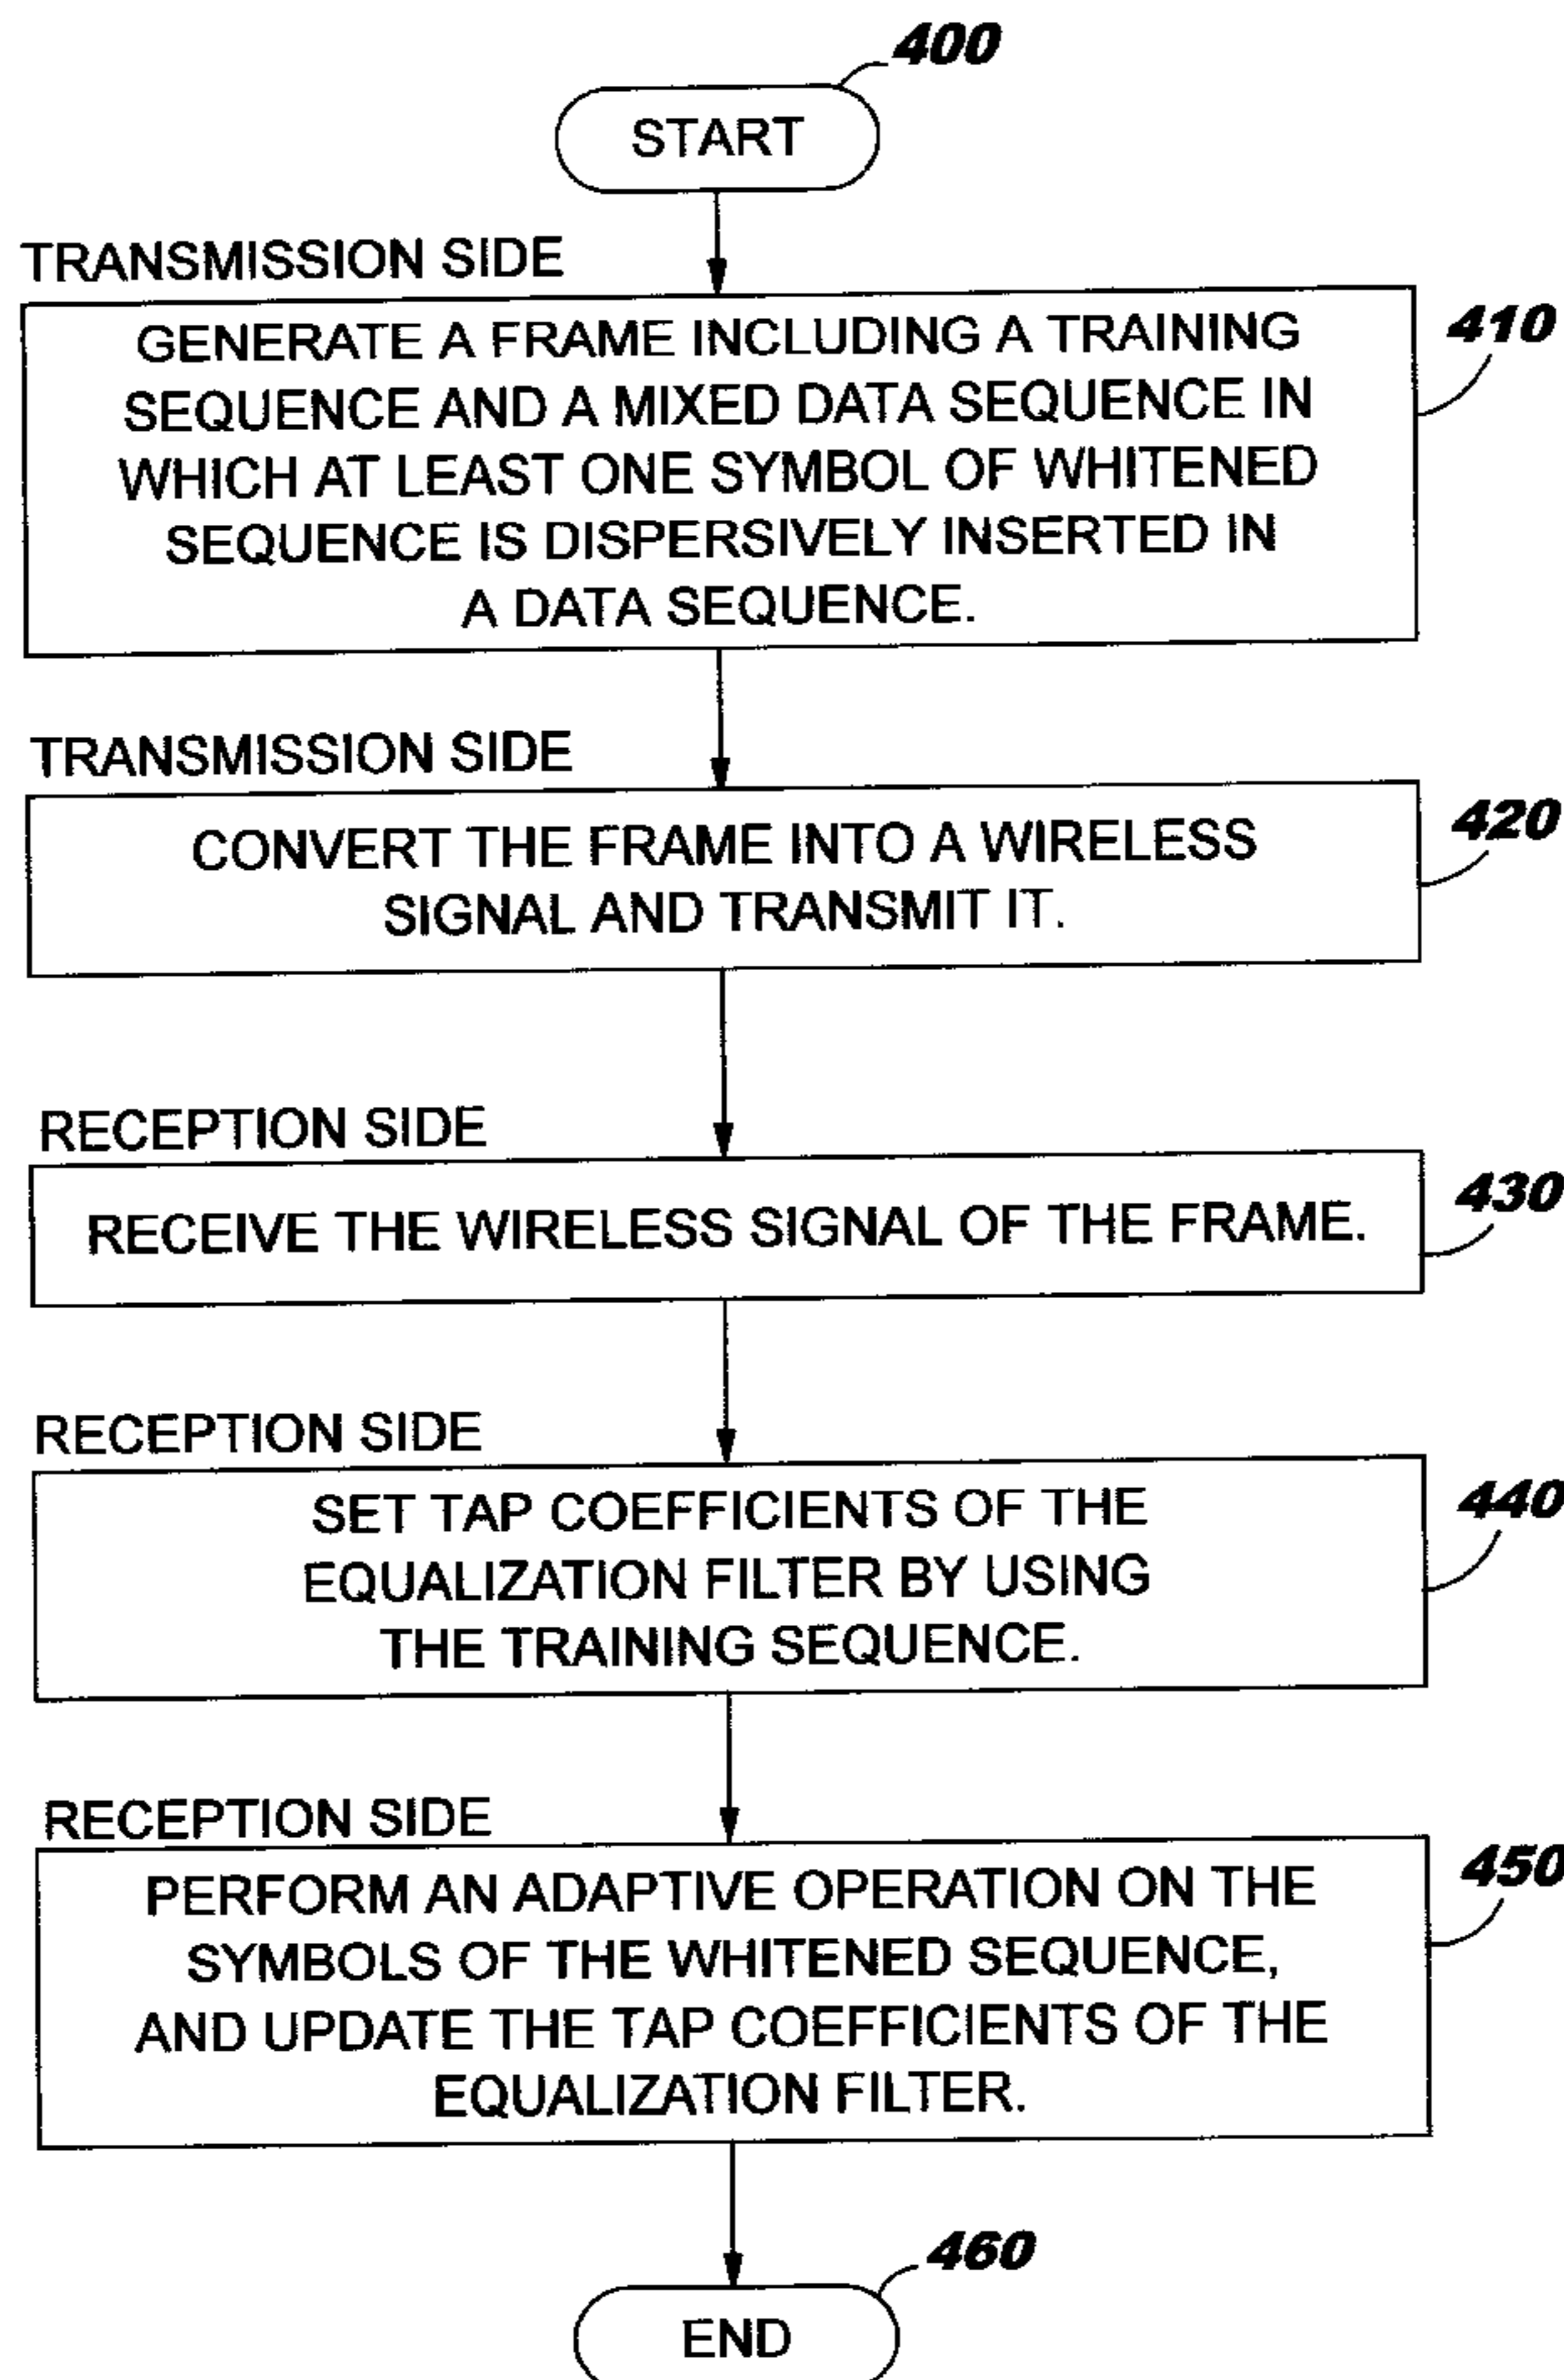 400
START
TRANSMISSION SIDE
GENERATE A FRAME INCLUDING A TRAINING
SEQUENCE AND A MIXED DATA SEQUENCE IN
WHICH AT LEAST ONE SYMBOL OF WHITENED
SEQUENCE IS DISPERSIVELY INSERTED IN
A DATA SEQUENCE.
410
TRANSMISSION SIDE
CONVERT THE FRAME INTO A WIRELESS
SIGNAL AND TRANSMIT IT.
420
RECEPTION SIDE
RECEIVE THE WIRELESS SIGNAL OF THE FRAME.
430
RECEPTION SIDE
SET TAP COEFFICIENTS OF THE
EQUALIZATION FILTER BY USING
THE TRAINING SEQUENCE.
440
RECEPTION SIDE
PERFORM AN ADAPTIVE OPERATION ON THE
SYMBOLS OF THE WHITENED SEQUENCE,
AND UPDATE THE TAP COEFFICIENTS OF THE
EQUALIZATION FILTER.
450
460
END